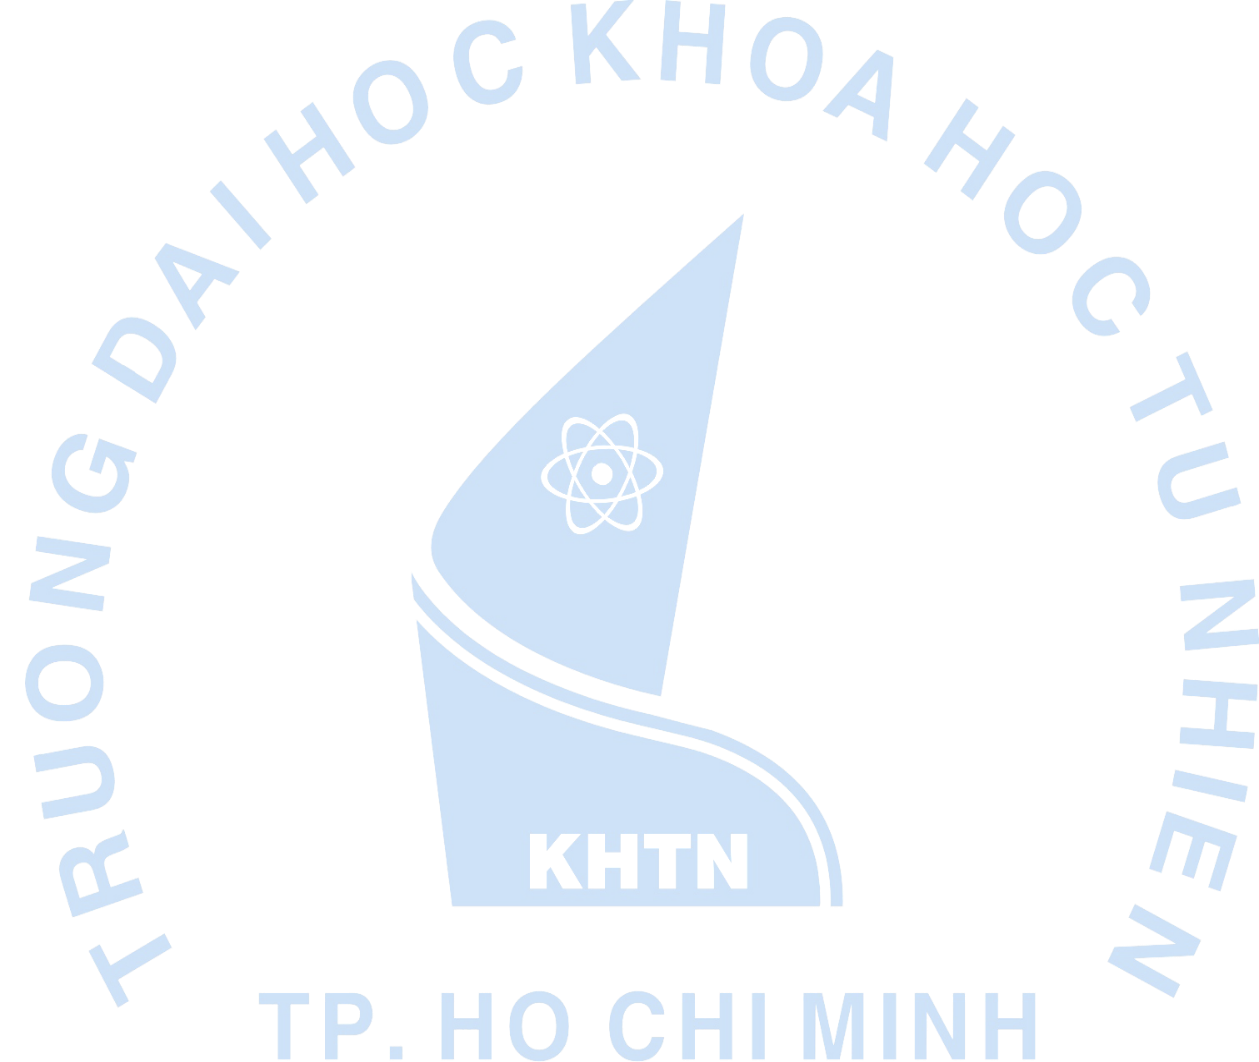 TRUONG DAI HOC KHOA HOC TU NHIEN
KHTN
TP. HO CHI MINH